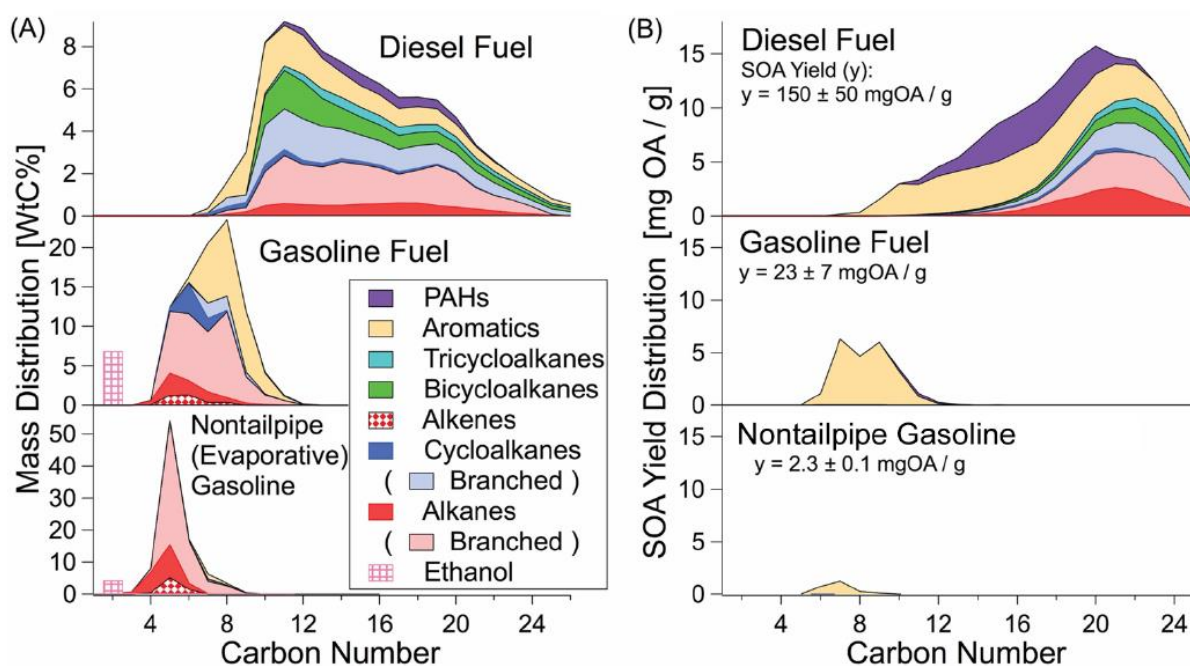 (A)
Diesel Fuel
Gasoline Fuel
Nontailpipe
(Evaporative)
Gasoline
Mass Distribution [WtC%]
8
6
4
2
0
20
15
10
5
0
50
40
30
20
10
0
4
8
12
16
20
24
Carbon Number
PAHs
Aromatics
Tricycloalkanes
Bicycloalkanes
Alkenes
Cycloalkanes
( Branched )
Alkanes
( Branched )
Ethanol
(B)
Diesel Fuel
SOA Yield (y):
y = 150 ± 50 mgOA / g
Gasoline Fuel
y = 23 ± 7 mgOA / g
Nontailpipe Gasoline
y = 2.3 ± 0.1 mgOA / g
SOA Yield Distribution [mg OA / g]
15
10
5
0
15
10
5
0
15
10
5
0
4
8
12
16
20
24
Carbon Number